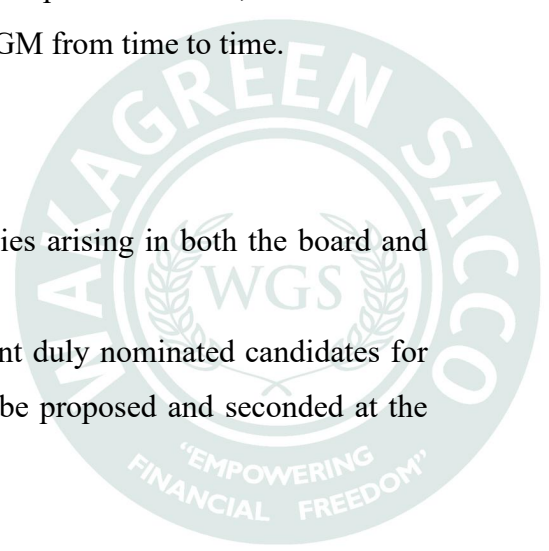 GM from time to time.
ies arising in both the board and
nt duly nominated candidates for
be proposed and seconded at the
WAKAGREEN SACCO
WGS
“EMPOWERING
FINANCIAL FREEDOM”